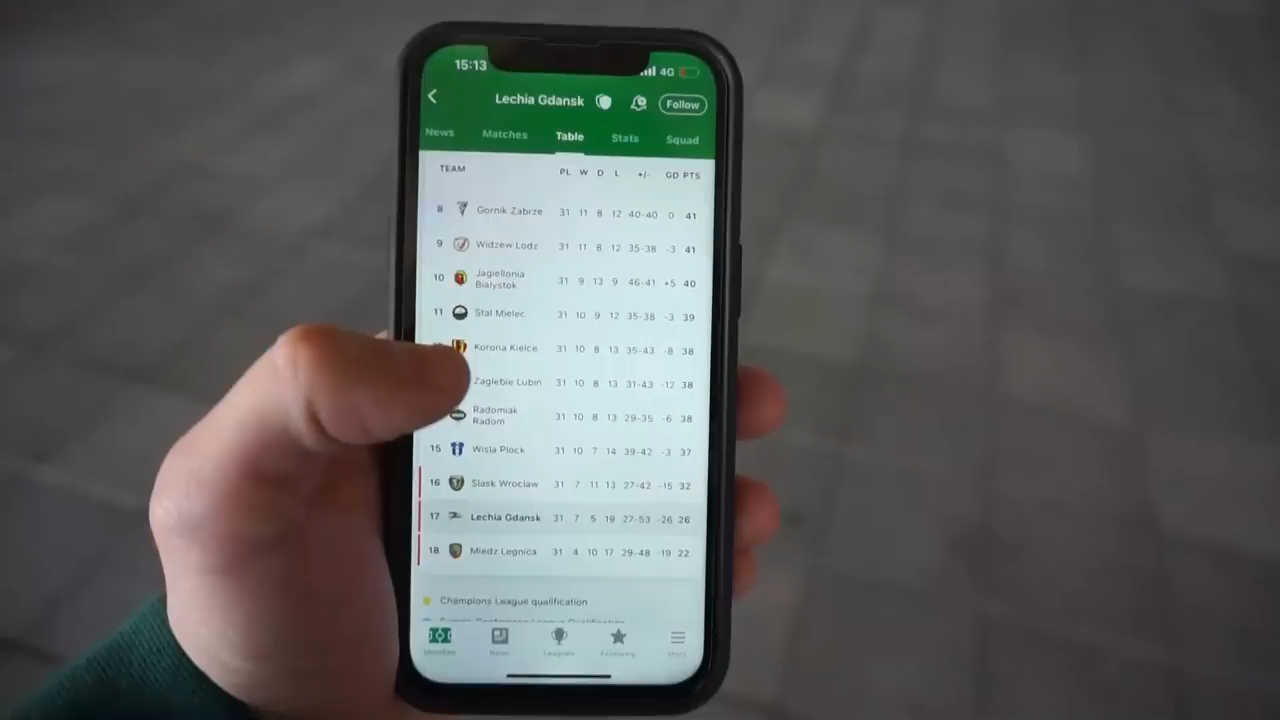 15:13 4G
Lechia Gdansk Follow
News Matches Table Stats Squad
TEAM PL W D L +/- GD PTS
8 Gornik Zabrze 31 11 8 12 40-40 0 41
9 Widzew Lodz 31 11 8 12 35-38 -3 41
10 Jagiellonia Bialystok 31 9 13 9 46-41 +5 40
11 Stal Mielec 31 10 9 12 35-38 -3 39
Korona Kielce 31 10 8 13 35-43 -8 38
Zaglebie Lubin 31 10 8 13 31-43 -12 38
Radomiak Radom 31 10 8 13 29-35 -6 38
15 Wisla Plock 31 10 7 14 39-42 -3 37
16 Slask Wroclaw 31 7 11 13 27-42 -15 32
17 Lechia Gdansk 31 7 5 19 27-53 -26 26
18 Miedz Legnica 31 4 10 17 29-48 -19 22
Champions League qualification
Matches News Leagues Following More